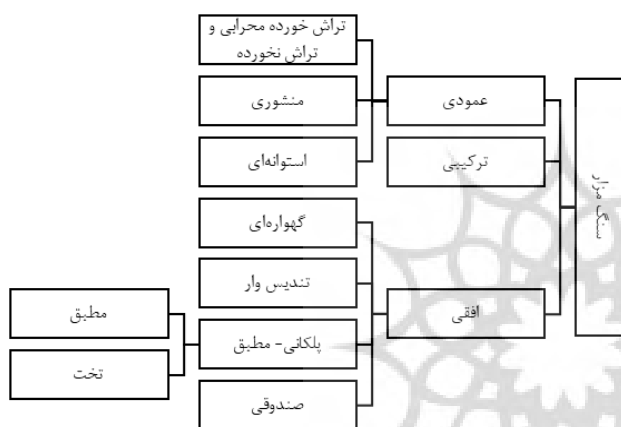 سنگ مزار
عمودی
تراش خورده محرابی و
تراش نخورده
منشوری
استوانه‌ای
ترکیبی
افقی
گهواره‌ای
تندیس وار
پلکانی- مطبق
مطبق
تخت
صندوقی